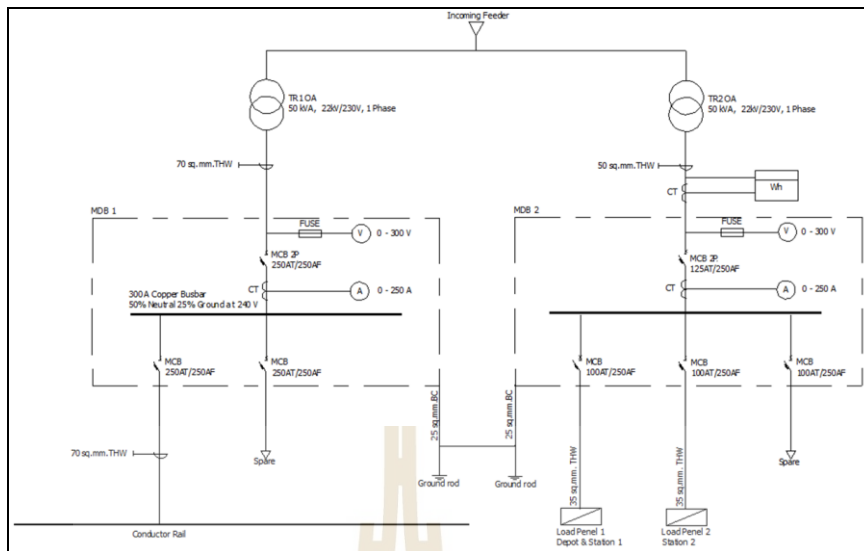 Incoming Feeder
TR1 OA
50 kVA, 22kV/230V, 1 Phase
TR2 OA
50 kVA, 22kV/230V, 1 Phase
70 sq.mm.THW
50 sq.mm.THW
CT
Wh
MDB 1
FUSE
V
0 - 300 V
MCB 2P
250AT/250AF
CT
A
0 - 250 A
300A Copper Busbar
50% Neutral 25% Ground at 240 V
MCB
250AT/250AF
MCB
250AT/250AF
MDB 2
FUSE
V
0 - 300 V
MCB 2P.
125AT/250AF
CT
A
0 - 250 A
MCB
100AT/250AF
MCB
100AT/250AF
MCB
100AT/250AF
70 sq.mm.THW
Spare
25 sq.mm.BC
25 sq.mm.BC
Ground rod
Ground rod
35 sq.mm. THW
35 sq.mm. THW
Spare
Conductor Rail
Load Penel 1
Depot & Station 1
Load Penel 2
Station 2